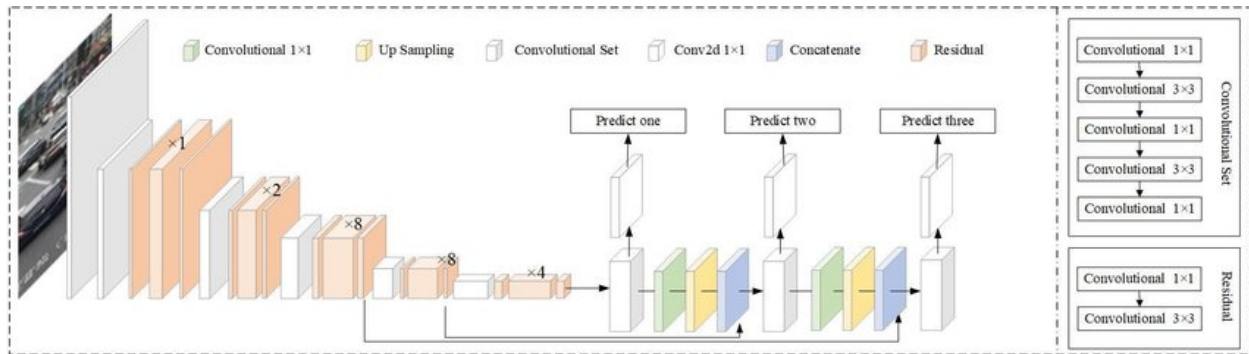 Convolutional 1×1
Up Sampling
Convolutional Set
Conv2d 1×1
Concatenate
Residual
×1
×2
×8
×8
×4
Predict one
Predict two
Predict three
Convolutional 1×1
Convolutional 3×3
Convolutional 1×1
Convolutional 3×3
Convolutional 1×1
Convolutional Set
Convolutional 1×1
Convolutional 3×3
Residual